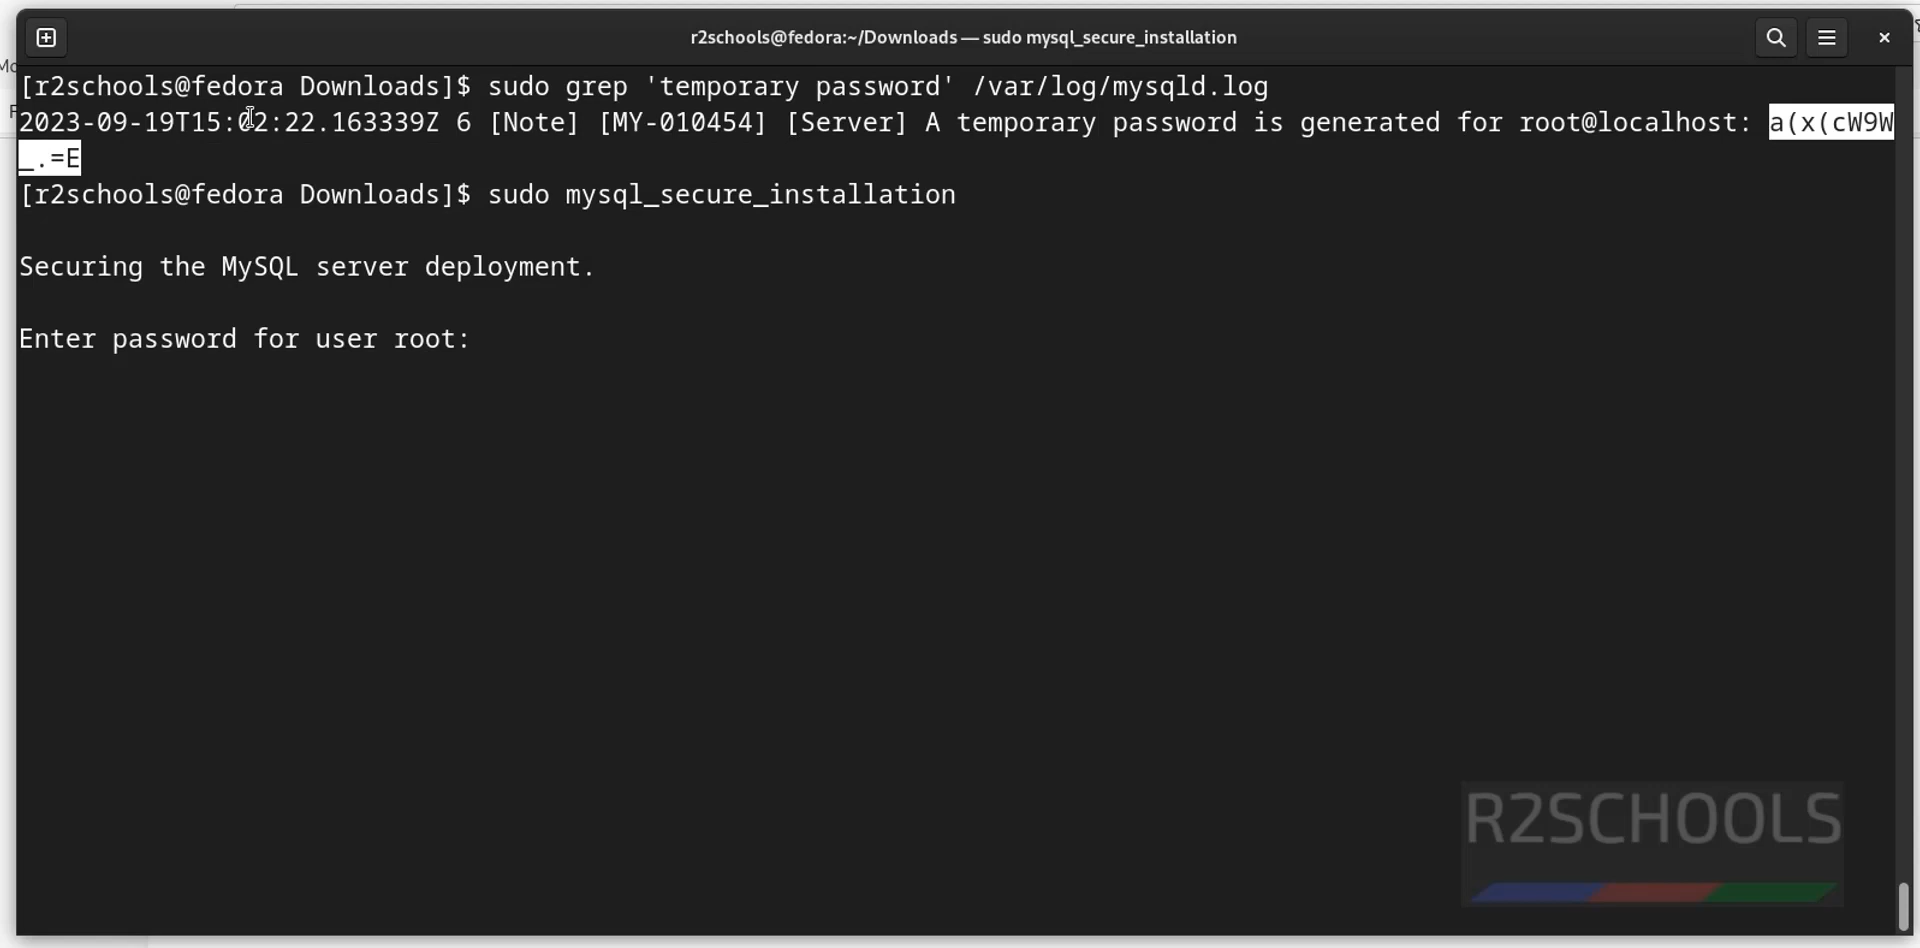 r2schools@fedora:~/Downloads — sudo mysql_secure_installation
[r2schools@fedora Downloads]$ sudo grep 'temporary password' /var/log/mysqld.log
2023-09-19T15:02:22.163339Z 6 [Note] [MY-010454] [Server] A temporary password is generated for root@localhost: a(x(cW9W
_.=E
[r2schools@fedora Downloads]$ sudo mysql_secure_installation
Securing the MySQL server deployment.
Enter password for user root:
R2SCHOOLS